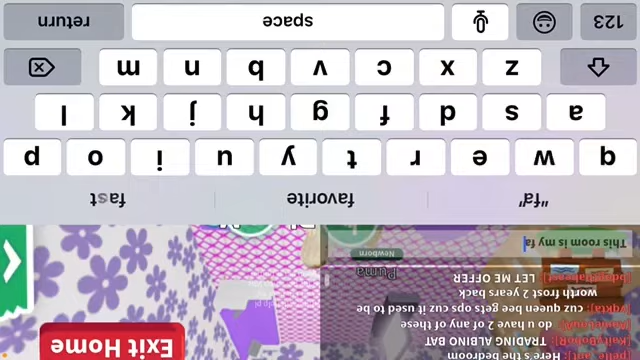 Here's the bedroom
Exit Home
TRADING ALBINO BAT
do u have 2 of any of these
cuz queen bee gets ops cuz it used to be
worth frost 2 years back
LET ME OFFER
Puma
Newborn
This room is my fa
"fa" favorite fast
q w e r t y u i o p
a s d f g h j k l
z x c v b n m
123 space return